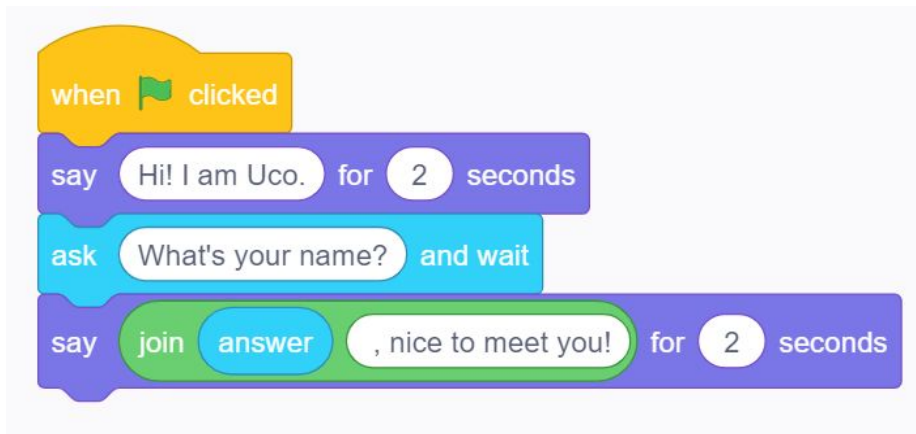 when clicked
say Hi! I am Uco. for 2 seconds
ask What's your name? and wait
say join answer , nice to meet you! for 2 seconds